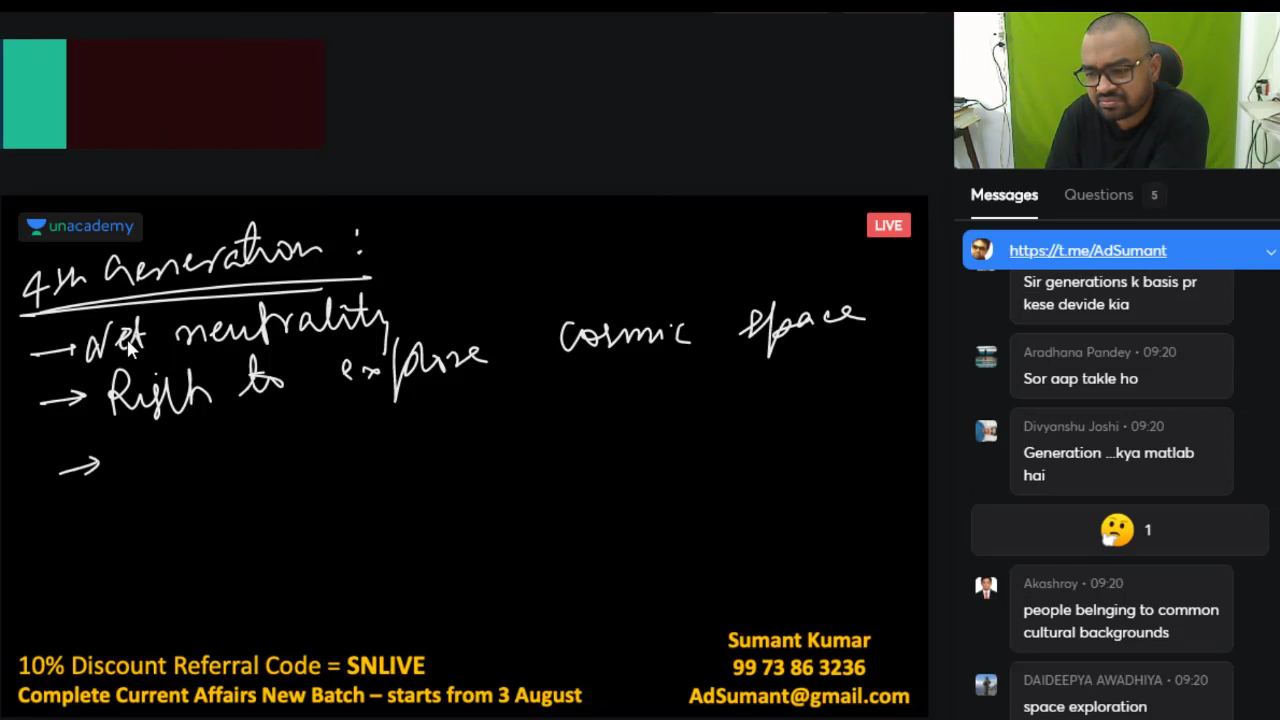 unacademy
LIVE
4th Generation :
→ Net neutrality
→ Right to explore cosmic space
→
10% Discount Referral Code = SNLIVE
Complete Current Affairs New Batch – starts from 3 August
Sumant Kumar
99 73 86 3236
AdSumant@gmail.com
Messages Questions 5
https://t.me/AdSumant
Sir generations k basis pr
kese devide kia
Aradhana Pandey • 09:20
Sor aap takle ho
Divyanshu Joshi • 09:20
Generation ...kya matlab
hai
1
Akashroy • 09:20
people belnging to common
cultural backgrounds
DAIDEEPYA AWADHIYA • 09:20
space exploration